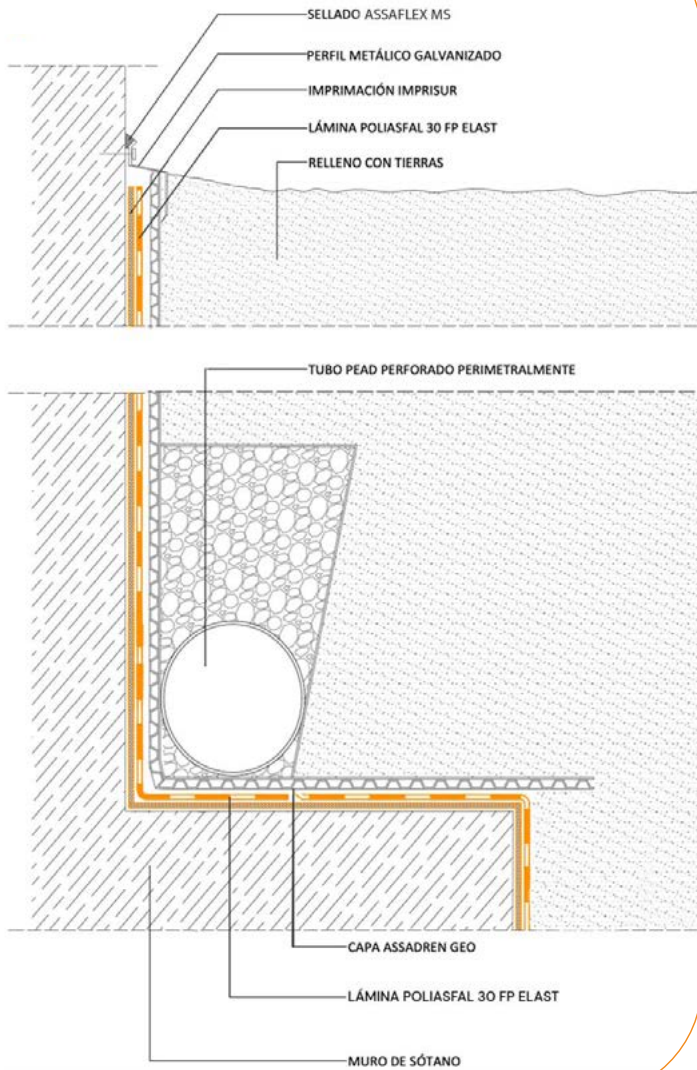 SELLADO ASSAFLEX MS
PERFIL METÁLICO GALVANIZADO
IMPRIMACIÓN IMPRISUR
LÁMINA POLIASFAL 30 FP ELAST
RELLENO CON TIERRAS
TUBO PEAD PERFORADO PERIMETRALMENTE
CAPA ASSADREN GEO
LÁMINA POLIASFAL 30 FP ELAST
MURO DE SÓTANO